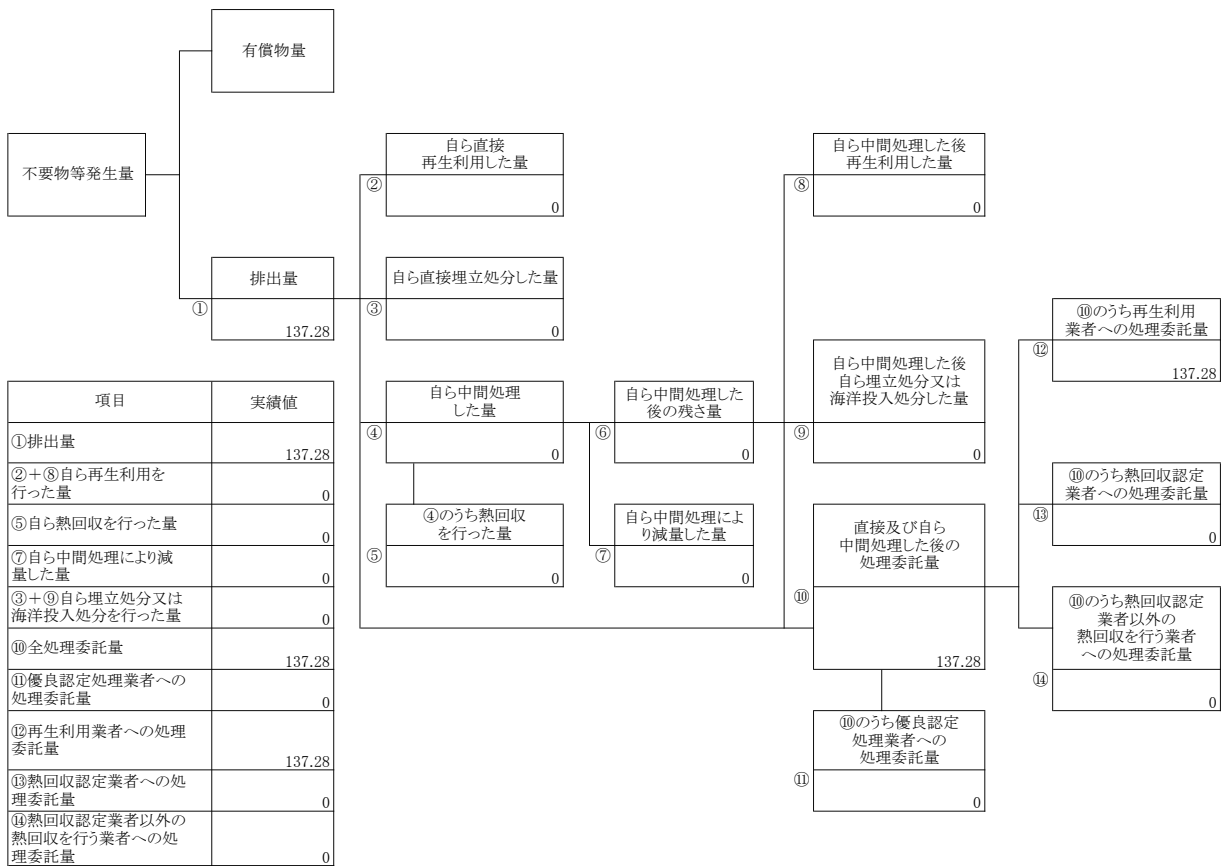 有償物量
不要物等発生量
自ら直接
再生利用した量
②
0
自ら中間処理した後
再生利用した量
⑧
0
排出量
①
137.28
自ら直接埋立処分した量
③
0
⑩のうち再生利用
業者への処理委託量
⑫
137.28
自ら中間処理
した量
④
0
自ら中間処理した
後の残さ量
⑥
0
自ら中間処理した後
自ら埋立処分又は
海洋投入処分した量
⑨
0
⑩のうち熱回収認定
業者への処理委託量
⑬
0
④のうち熱回収
を行った量
⑤
0
自ら中間処理によ
り減量した量
⑦
0
直接及び自ら
中間処理した後の
処理委託量
⑩
137.28
⑩のうち熱回収認定
業者以外の
熱回収を行う業者
への処理委託量
⑭
0
⑩のうち優良認定
処理業者への
処理委託量
⑪
0
項目 実績値
①排出量 137.28
②+⑧自ら再生利用を
行った量 0
⑤自ら熱回収を行った量 0
⑦自ら中間処理により減
量した量 0
③+⑨自ら埋立処分又は
海洋投入処分を行った量 0
⑩全処理委託量 137.28
⑪優良認定処理業者への
処理委託量 0
⑫再生利用業者への処理
委託量 137.28
⑬熱回収認定業者への処
理委託量 0
⑭熱回収認定業者以外の
熱回収を行う業者への処
理委託量 0